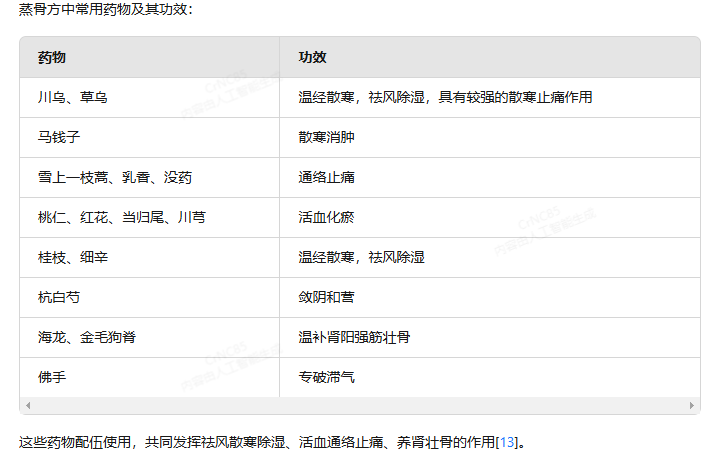 蒸骨方中常用药物及其功效：
药物 功效
川乌、草乌 温经散寒，祛风除湿，具有较强的散寒止痛作用
马钱子 散寒消肿
雪上一枝蒿、乳香、没药 通络止痛
桃仁、红花、当归尾、川芎 活血化瘀
桂枝、细辛 温经散寒，祛风除湿
杭白芍 敛阴和营
海龙、金毛狗脊 温补肾阳强筋壮骨
佛手 专破滞气
这些药物配伍使用，共同发挥祛风散寒除湿、活血通络止痛、养肾壮骨的作用[13]。